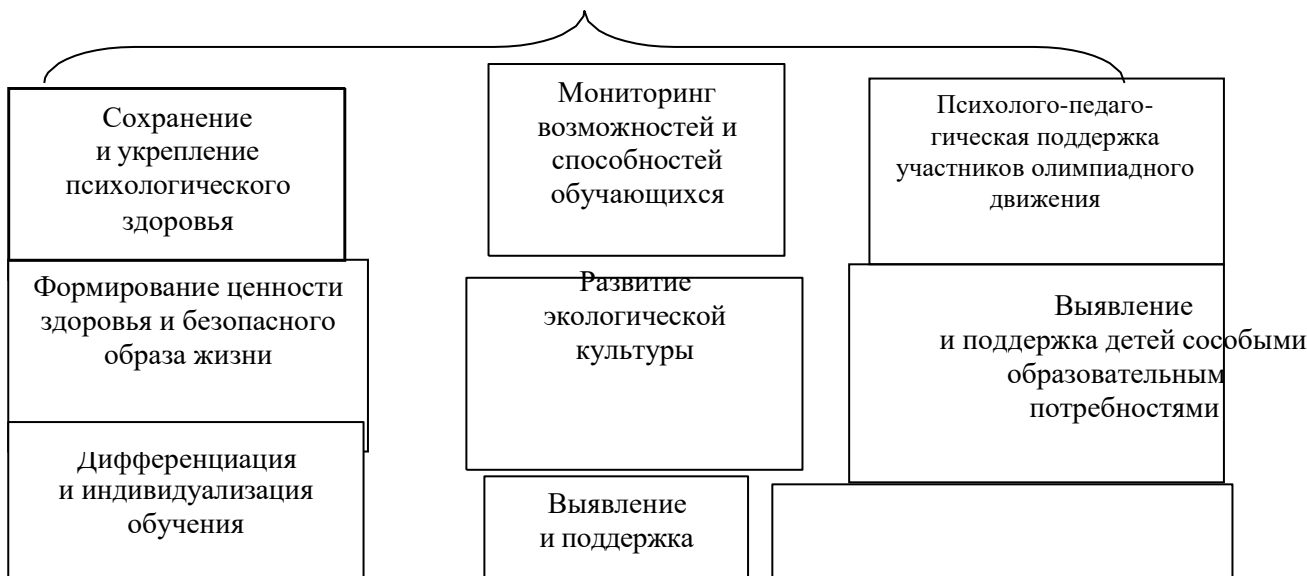 Сохранение
и укрепление
психологического
здоровья
Мониторинг
возможностей и
способностей
обучающихся
Психолого-педаго-
гическая поддержка
участников олимпиадного
движения
Формирование ценности
здоровья и безопасного
образа жизни
Развитие
экологической
культуры
Выявление
и поддержка детей сособыми
образовательным
потребностями
Дифференциация
и индивидуализация
обучения
Выявление
и поддержка